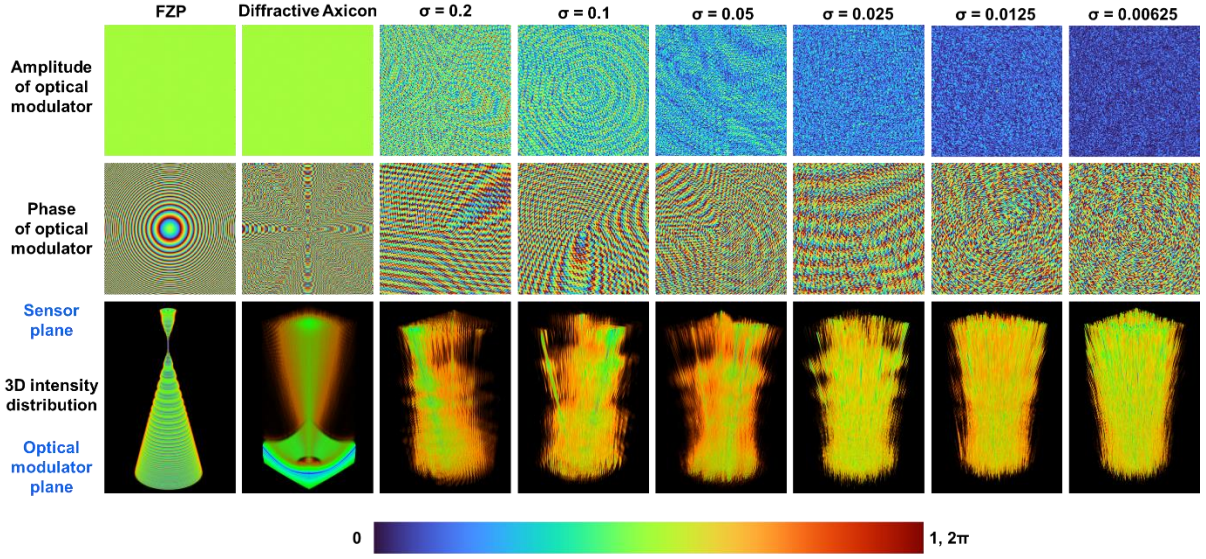 FZP
Diffractive Axicon
σ = 0.2
σ = 0.1
σ = 0.05
σ = 0.025
σ = 0.0125
σ = 0.00625
Amplitude
of optical
modulator
Phase
of optical
modulator
Sensor
plane
3D intensity
distribution
Optical
modulator
plane
0
1, 2π